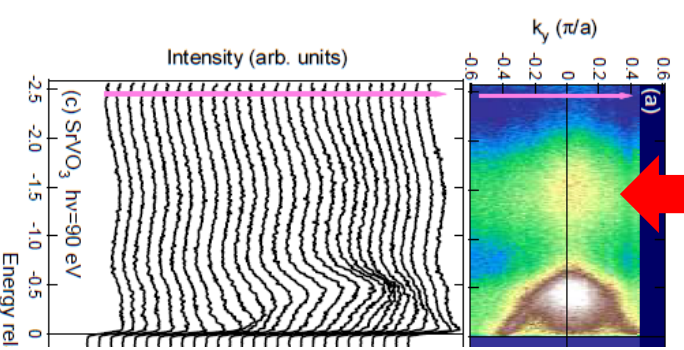 k_y (π/a)
-0.6 -0.4 -0.2 0 0.2 0.4 0.6
(a)
Intensity (arb. units)
(c) SrVO₃ hν=90 eV
-2.5 -2.0 -1.5 -1.0 -0.5 0
Energy rel